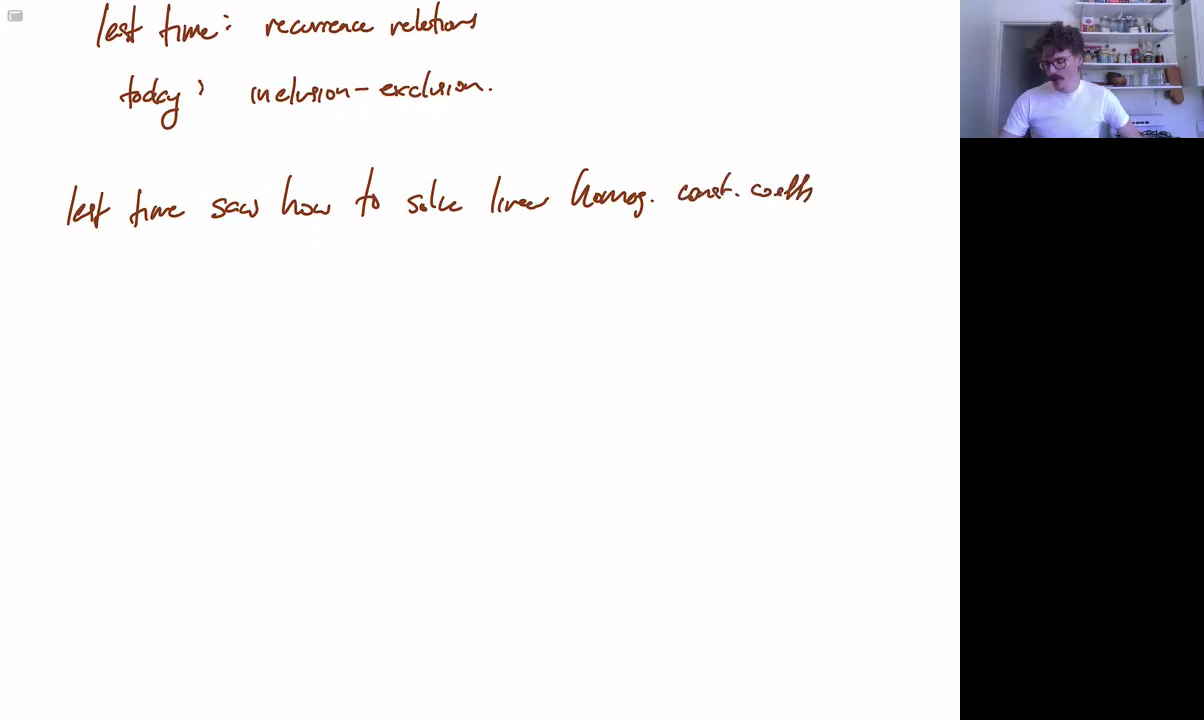 last time: recurrence relations
today: inclusion-exclusion.
last time saw how to solve linear homog. const. coeffs